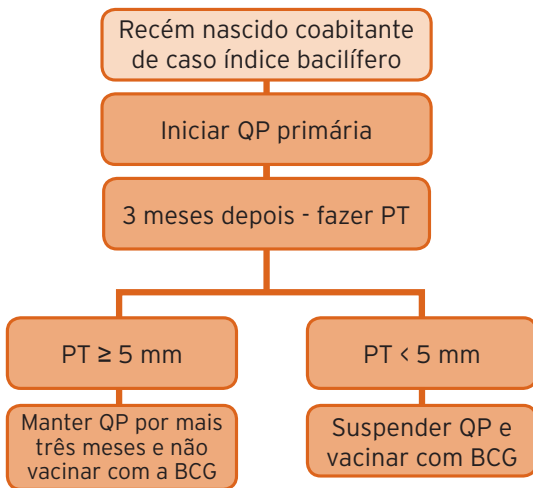 Recém nascido coabitante
de caso índice bacilífero
Iniciar QP primária
3 meses depois - fazer PT
PT ≥ 5 mm
PT < 5 mm
Manter QP por mais
três meses e não
vacinar com a BCG
Suspender QP e
vacinar com BCG